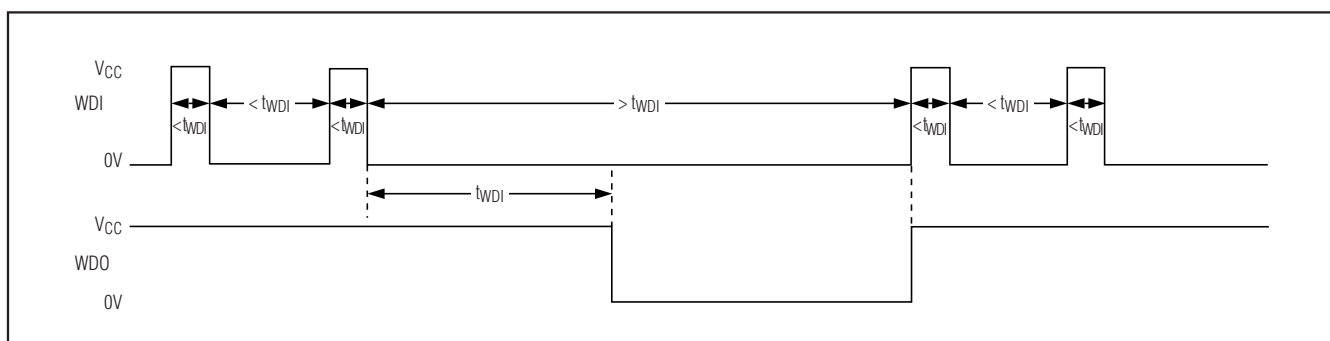 VCC
WDI
0V
<tWDI
< tWDI
<tWDI
> tWDI
<tWDI
< tWDI
<tWDI
tWDI
VCC
WDO
0V